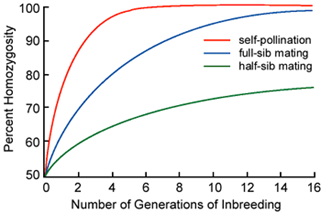 100
90
80
70
60
50
Percent Homozygosity
self-pollination
full-sib mating
half-sib mating
0 2 4 6 8 10 12 14 16
Number of Generations of Inbreeding